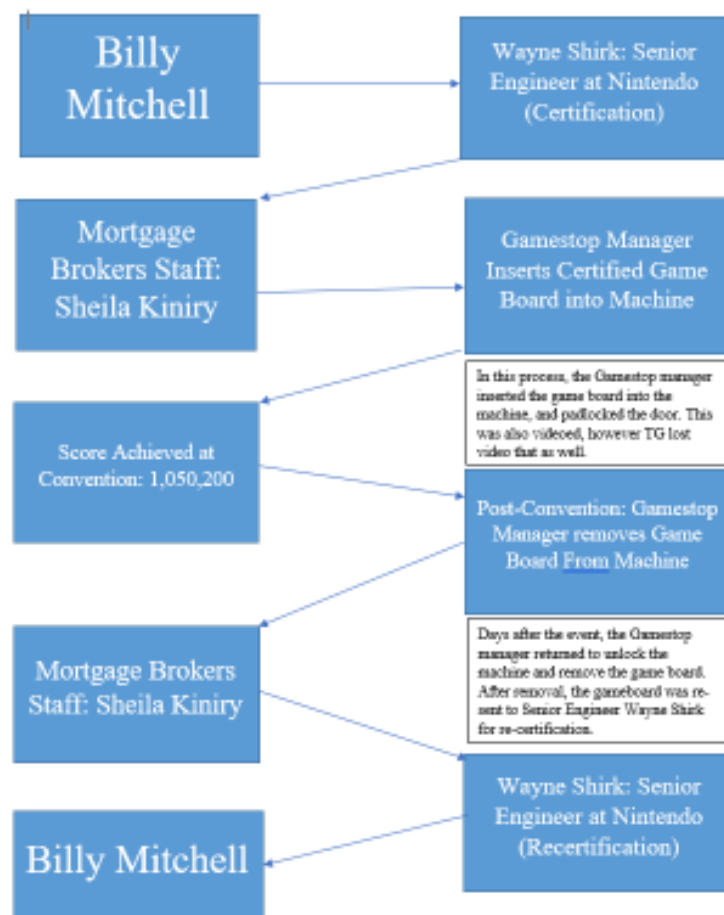 Billy
Mitchell
Wayne Shirk: Senior
Engineer at Nintendo
(Certification)
Mortgage
Brokers Staff:
Sheila Kiniry
Gamestop Manager
Inserts Certified Game
Board into Machine
In this process, the Gamestop manager
inserted the game board into the
machine, and padlocked the door. This
was also videoed, however TG lost
video that as well.
Score Achieved at
Convention: 1,050,200
Post-Convention: Gamestop
Manager removes Game
Board From Machine
Days after the event, the Gamestop
manager returned to unlock the
machine and remove the game board.
After removal, the gameboard was re-
sent to Senior Engineer Wayne Shirk
for re-certification.
Mortgage Brokers
Staff: Sheila Kiniry
Wayne Shirk: Senior
Engineer at Nintendo
(Recertification)
Billy Mitchell